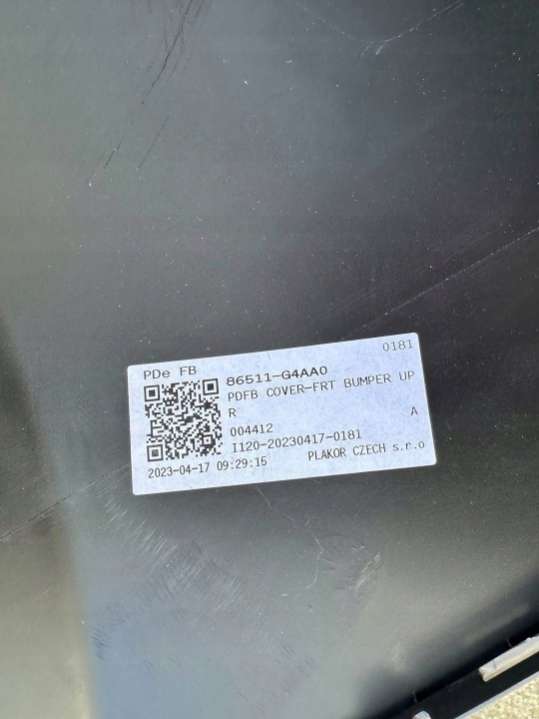 0181
PDe FB
86511-G4AA0
PDFB COVER-FRT BUMPER UP
R
004412 A
I120-20230417-0181
2023-04-17 09:29:15 PLAKOR CZECH s.r.o